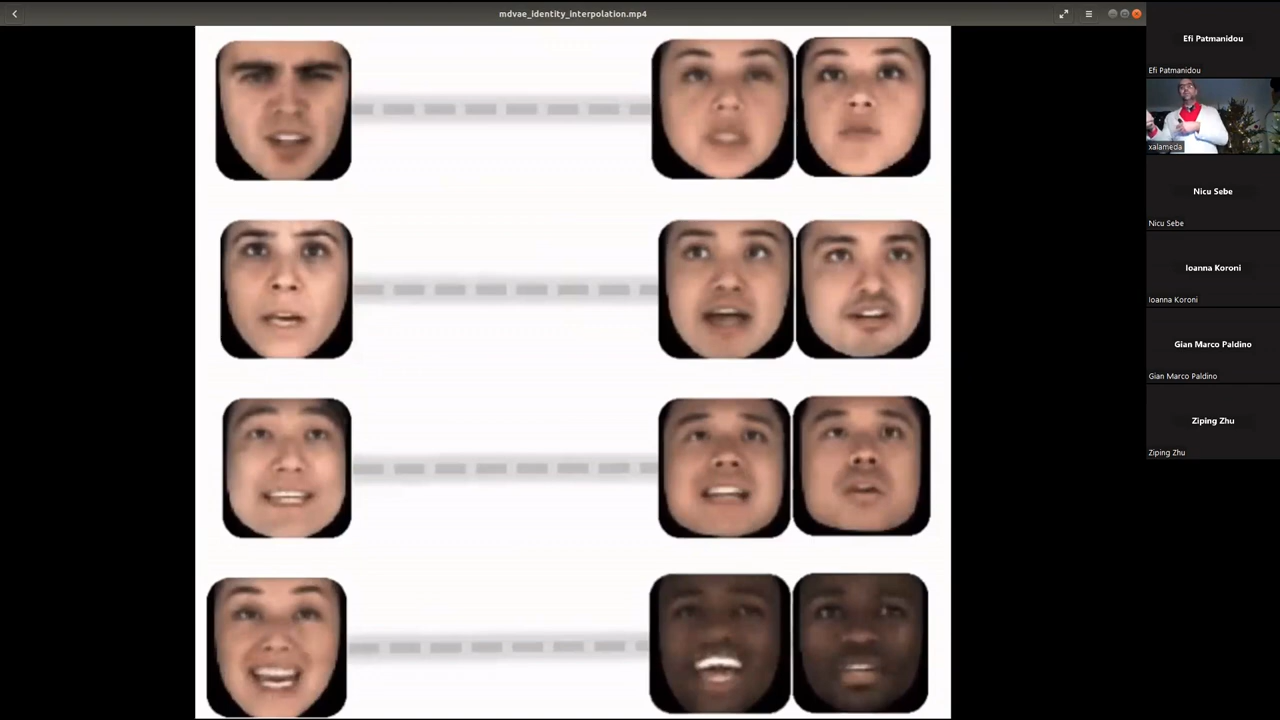 mdvae_identity_interpolation.mp4
Efi Patmanidou
Efi Patmanidou
xalameda
Nicu Sebe
Nicu Sebe
Ioanna Koroni
Ioanna Koroni
Gian Marco Paldino
Gian Marco Paldino
Ziping Zhu
Ziping Zhu